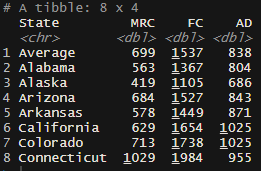 # A tibble: 8 x 4
State MRC FC AD
<chr> <dbl> <dbl> <dbl>
1 Average 699 1537 838
2 Alabama 563 1367 804
3 Alaska 419 1105 686
4 Arizona 684 1527 843
5 Arkansas 578 1449 871
6 California 629 1654 1025
7 Colorado 713 1738 1025
8 Connecticut 1029 1984 955